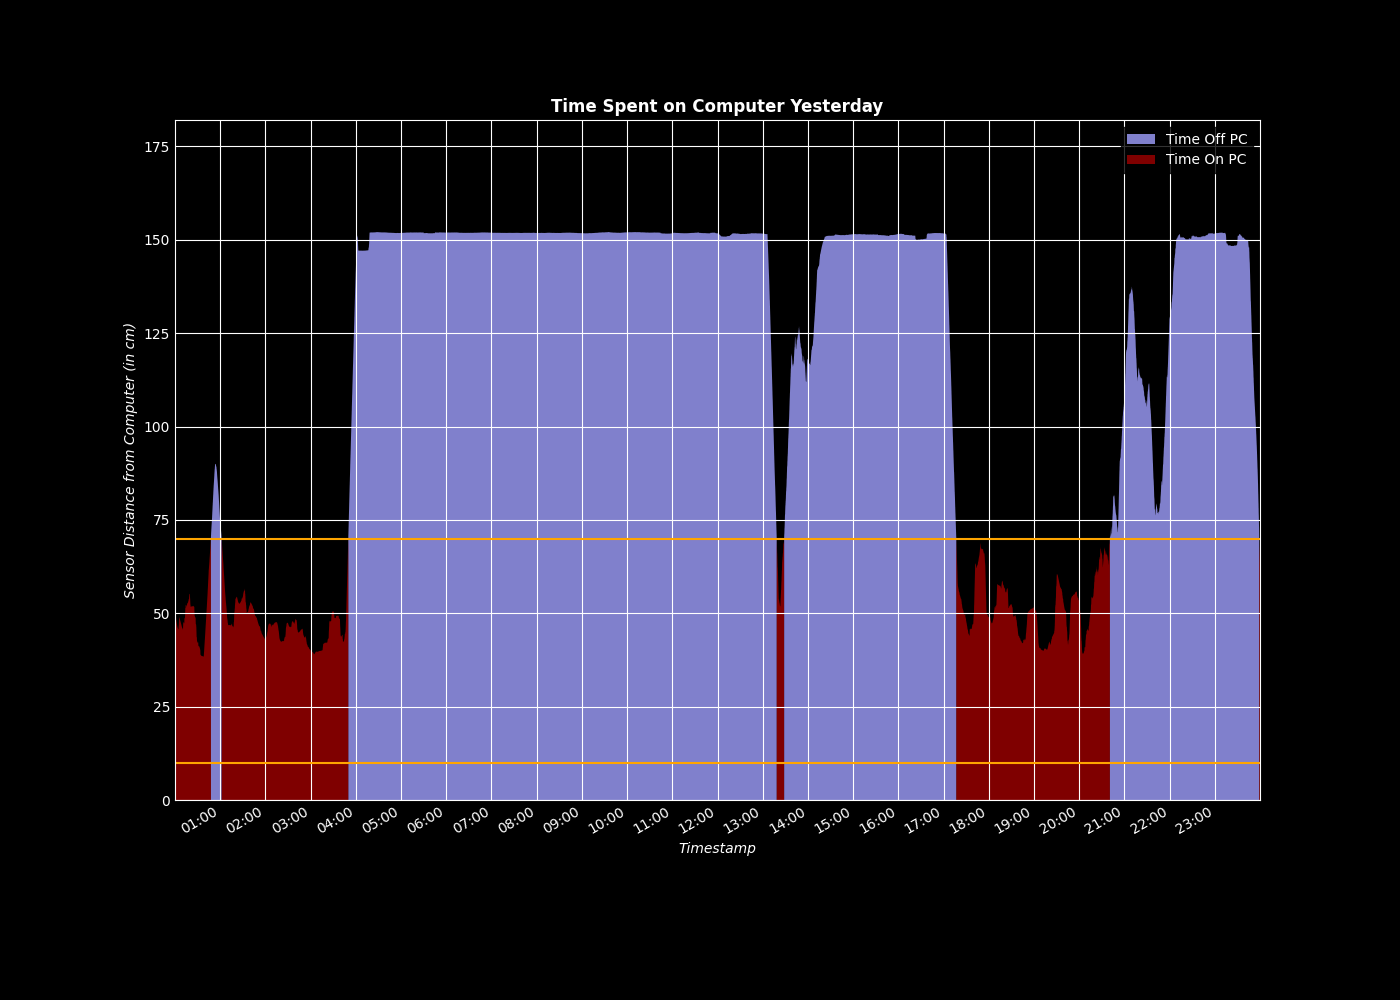 Time Spent on Computer Yesterday
Time Off PC
Time On PC
175
150
125
100
75
50
25
0
Sensor Distance from Computer (in cm)
01:00 02:00 03:00 04:00 05:00 06:00 07:00 08:00 09:00 10:00 11:00 12:00 13:00 14:00 15:00 16:00 17:00 18:00 19:00 20:00 21:00 22:00 23:00
Timestamp